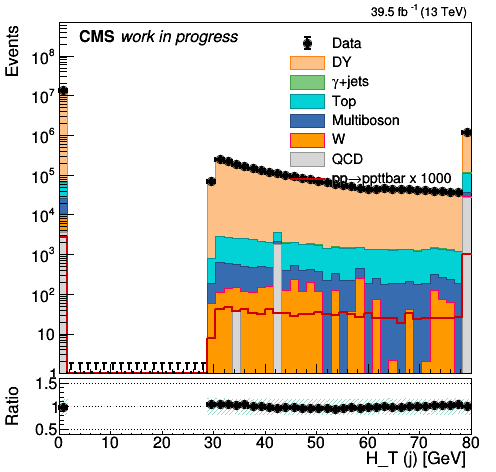 39.5 fb⁻¹ (13 TeV)
CMS work in progress
Events
10⁸
10⁷
10⁶
10⁵
10⁴
10³
10²
10
1
Data
DY
γ+jets
Top
Multiboson
W
QCD
pp→ppttbar x 1000
Ratio
1.5
1
0.5
0 10 20 30 40 50 60 70 80
H_T (j) [GeV]